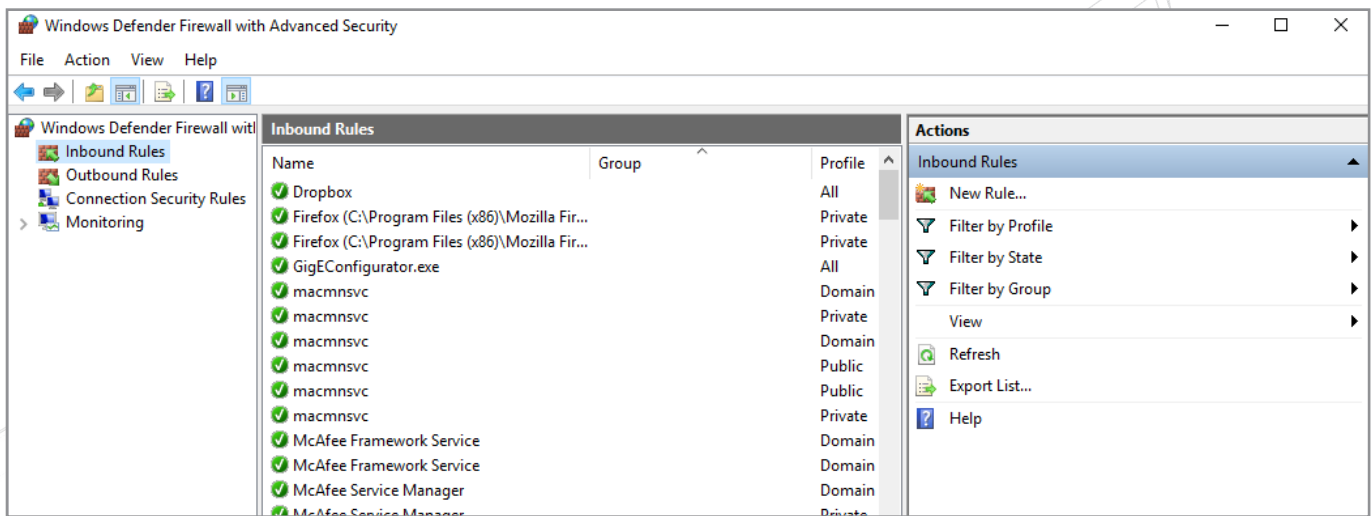 Windows Defender Firewall with Advanced Security
File Action View Help
Windows Defender Firewall witl
Inbound Rules
Outbound Rules
Connection Security Rules
Monitoring
Inbound Rules
Name Group Profile
Dropbox All
Firefox (C:\Program Files (x86)\Mozilla Fir... Private
Firefox (C:\Program Files (x86)\Mozilla Fir... Private
GigEConfigurator.exe All
macmnsvc Domain
macmnsvc Private
macmnsvc Domain
macmnsvc Public
macmnsvc Public
macmnsvc Private
McAfee Framework Service Domain
McAfee Framework Service Domain
McAfee Service Manager Domain
McAfee Service Manager Private
Actions
Inbound Rules
New Rule...
Filter by Profile
Filter by State
Filter by Group
View
Refresh
Export List...
Help